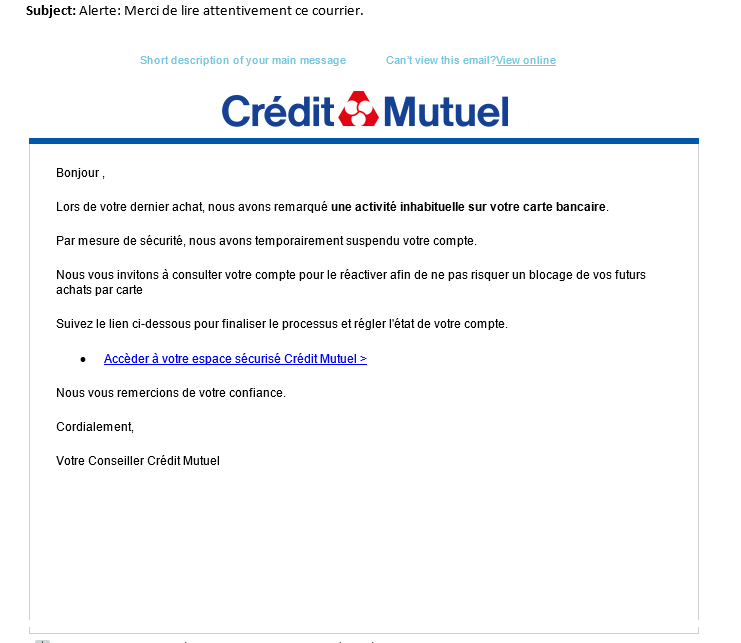 Subject: Alerte: Merci de lire attentivement ce courrier.
Short description of your main message Can't view this email?View online
Crédit Mutuel
Bonjour ,
Lors de votre dernier achat, nous avons remarqué une activité inhabituelle sur votre carte bancaire.
Par mesure de sécurité, nous avons temporairement suspendu votre compte.
Nous vous invitons à consulter votre compte pour le réactiver afin de ne pas risquer un blocage de vos futurs
achats par carte
Suivez le lien ci-dessous pour finaliser le processus et régler l'état de votre compte.
• Accèder à votre espace sécurisé Crédit Mutuel >
Nous vous remercions de votre confiance.
Cordialement,
Votre Conseiller Crédit Mutuel